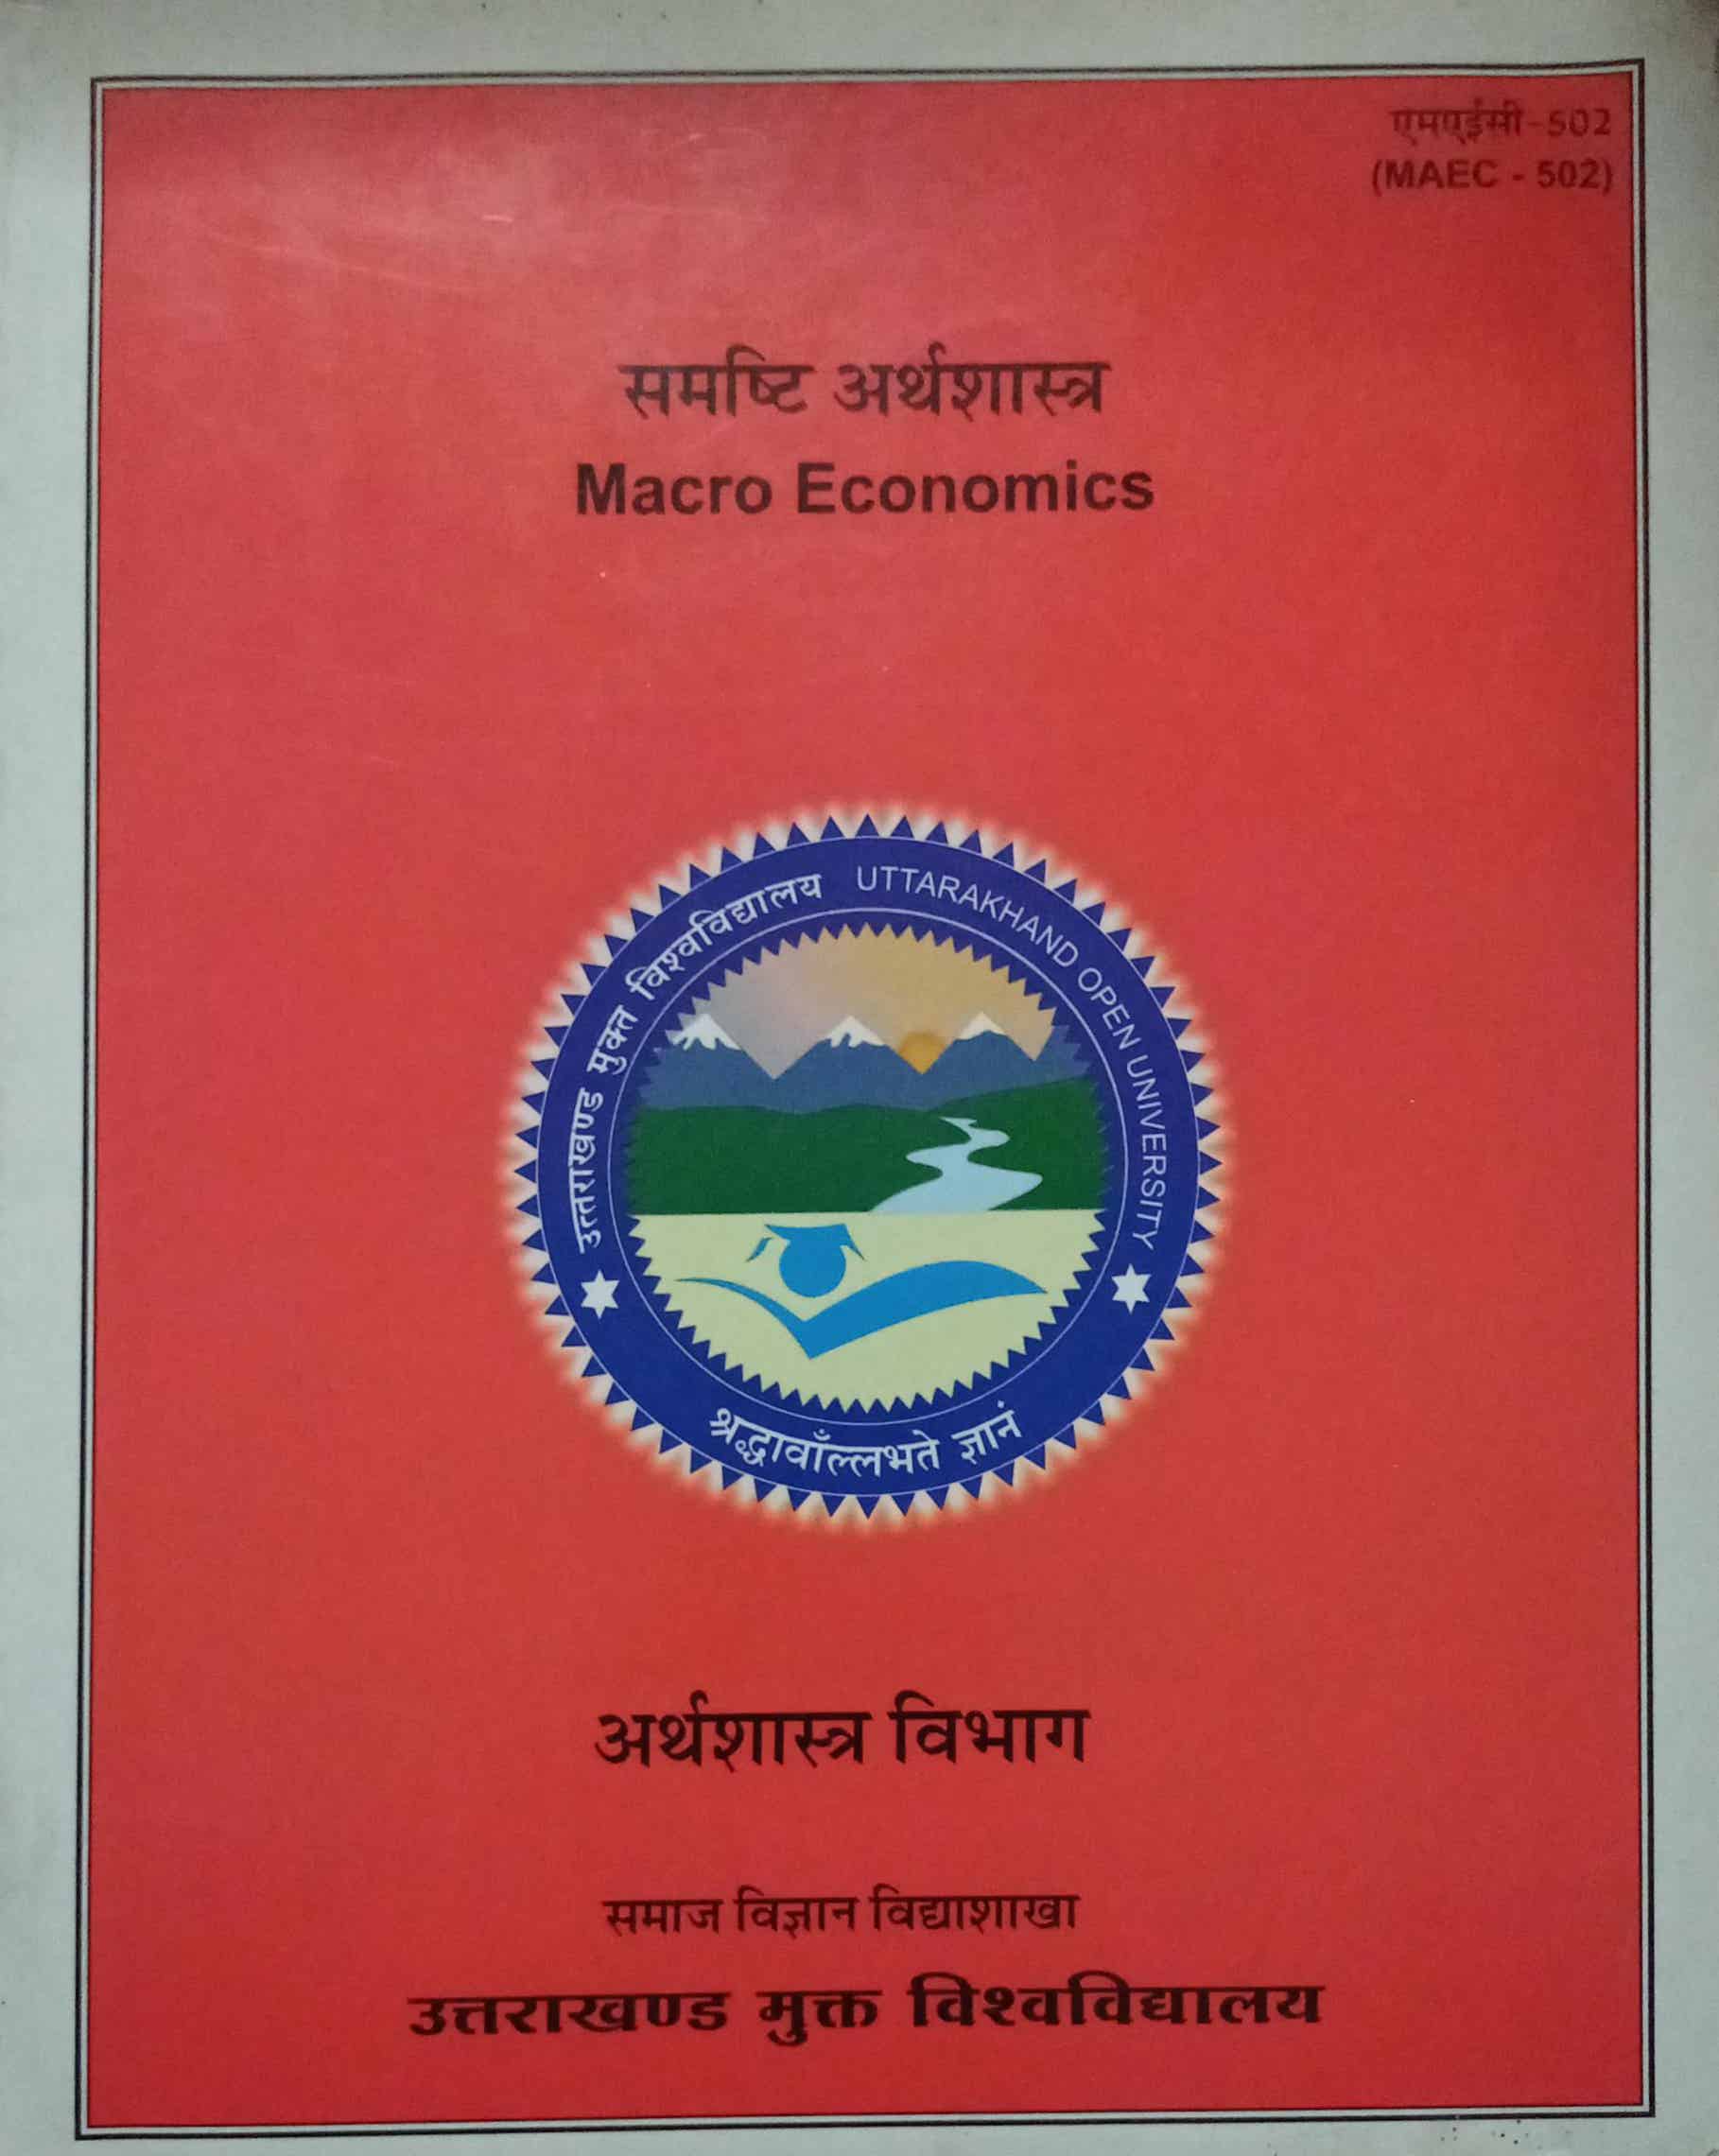 एमएईसी-502
(MAEC - 502)
समष्टि अर्थशास्त्र
Macro Economics
उत्तराखण्ड मुक्त विश्वविद्यालय UTTARAKHAND OPEN UNIVERSITY
श्रद्धावाँल्लभते ज्ञानं
अर्थशास्त्र विभाग
समाज विज्ञान विद्याशाखा
उत्तराखण्ड मुक्त विश्वविद्यालय